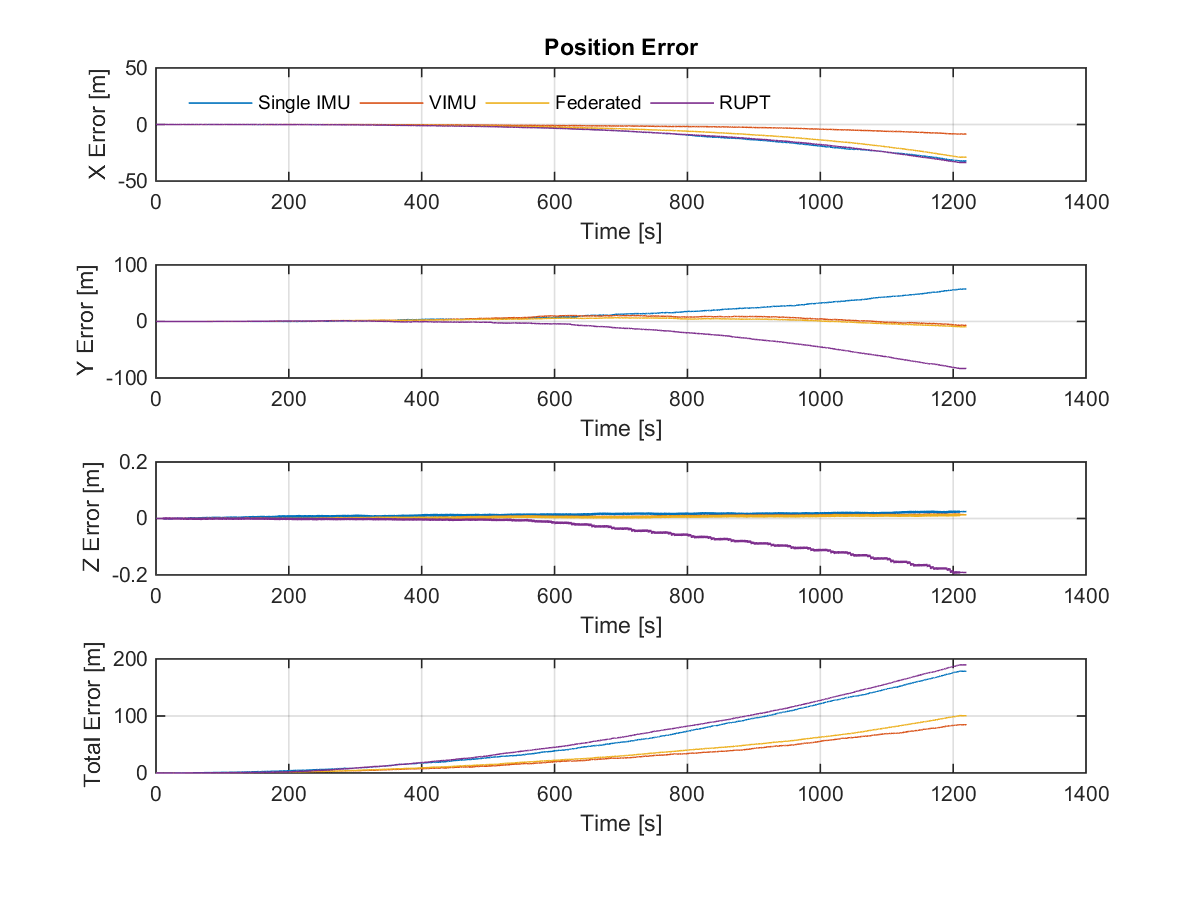 Position Error
X Error [m]
50
0
-50
Single IMU VIMU Federated RUPT
0 200 400 600 800 1000 1200 1400
Time [s]
Y Error [m]
100
0
-100
0 200 400 600 800 1000 1200 1400
Time [s]
Z Error [m]
0.2
0
-0.2
0 200 400 600 800 1000 1200 1400
Time [s]
Total Error [m]
200
100
0
0 200 400 600 800 1000 1200 1400
Time [s]